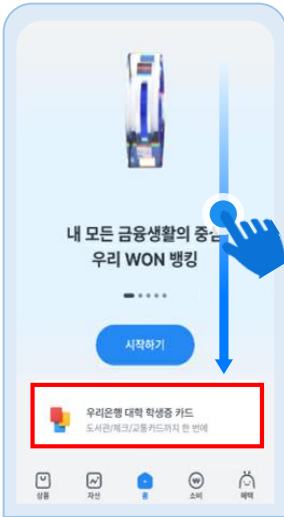 내 모든 금융생활의 중심
우리 WON 뱅킹
시작하기
우리은행 대학 학생증 카드
도서관/체크/교통카드까지 한 번에
상품 자산 홈 소비 혜택